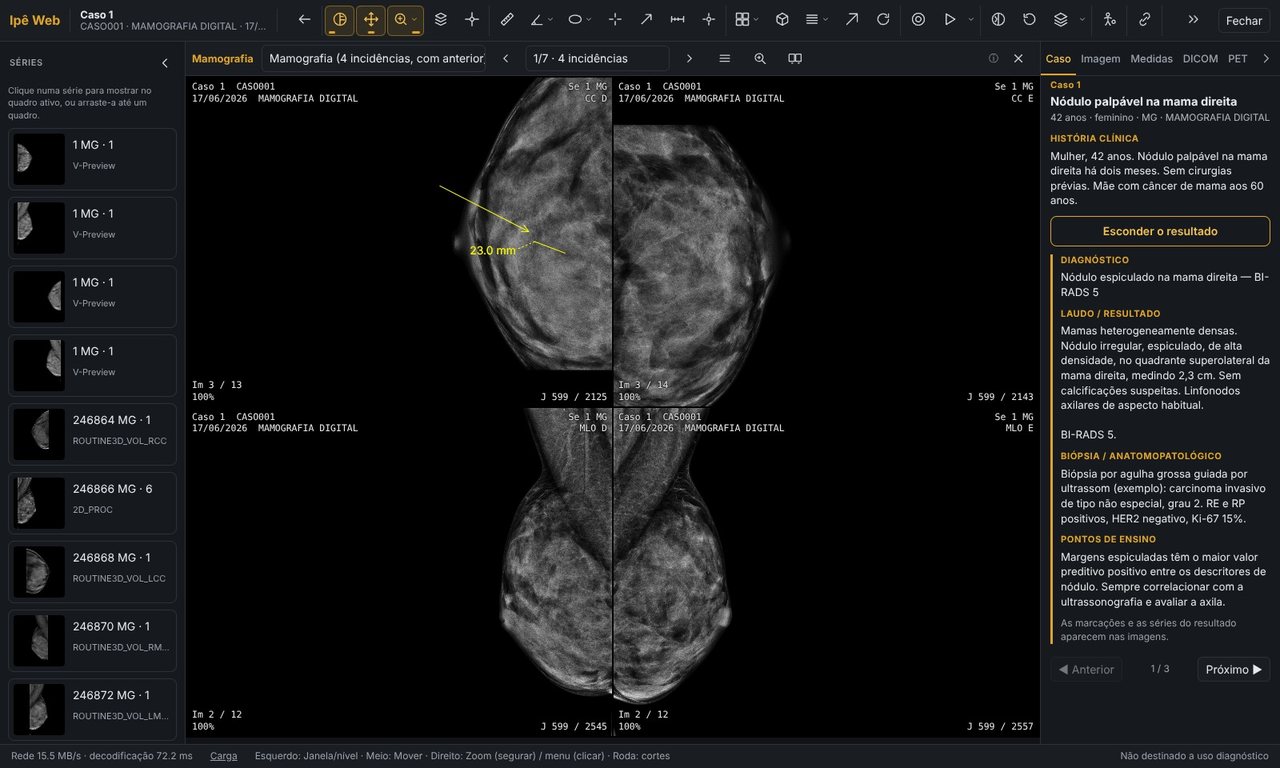 Ipê Web
Caso 1
CASO001 · MAMOGRAFIA DIGITAL · 17/...
Fechar
SÉRIES
Clique numa série para mostrar no
quadro ativo, ou arraste-a até um
quadro.
1 MG · 1
V-Preview
1 MG · 1
V-Preview
1 MG · 1
V-Preview
1 MG · 1
V-Preview
246864 MG · 1
ROUTINE3D_VOL_RCC
246866 MG · 6
2D_PROC
246868 MG · 1
ROUTINE3D_VOL_LCC
246870 MG · 1
ROUTINE3D_VOL_RM...
246872 MG · 1
ROUTINE3D_VOL_LM...
Mamografia
Mamografia (4 incidências, com anterior)
1/7 · 4 incidências
Caso 1 CASO001
17/06/2026 MAMOGRAFIA DIGITAL
Se 1 MG
CC D
23.0 mm
Im 3 / 13
100%
J 599 / 2125
Caso 1 CASO001
17/06/2026 MAMOGRAFIA DIGITAL
Se 1 MG
CC E
Im 3 / 14
100%
J 599 / 2143
Caso 1 CASO001
17/06/2026 MAMOGRAFIA DIGITAL
Se 1 MG
MLO D
Im 2 / 12
100%
J 599 / 2545
Caso 1 CASO001
17/06/2026 MAMOGRAFIA DIGITAL
Se 1 MG
MLO E
Im 2 / 12
100%
J 599 / 2557
Caso Imagem Medidas DICOM PET
Caso 1
Nódulo palpável na mama direita
42 anos · feminino · MG · MAMOGRAFIA DIGITAL
HISTÓRIA CLÍNICA
Mulher, 42 anos. Nódulo palpável na mama
direita há dois meses. Sem cirurgias
prévias. Mãe com câncer de mama aos 60
anos.
Esconder o resultado
DIAGNÓSTICO
Nódulo espiculado na mama direita — BI-
RADS 5
LAUDO / RESULTADO
Mamas heterogeneamente densas.
Nódulo irregular, espiculado, de alta
densidade, no quadrante superolateral da
mama direita, medindo 2,3 cm. Sem
calcificações suspeitas. Linfonodos
axilares de aspecto habitual.
BI-RADS 5.
BIÓPSIA / ANATOMOPATOLÓGICO
Biópsia por agulha grossa guiada por
ultrassom (exemplo): carcinoma invasivo
de tipo não especial, grau 2. RE e RP
positivos, HER2 negativo, Ki-67 15%.
PONTOS DE ENSINO
Margens espiculadas têm o maior valor
preditivo positivo entre os descritores de
nódulo. Sempre correlacionar com a
ultrassonografia e avaliar a axila.
As marcações e as séries do resultado
aparecem nas imagens.
◀ Anterior
1 / 3
Próximo ▶
Rede 15.5 MB/s · decodificação 72.2 ms
Carga
Esquerdo: Janela/nível · Meio: Mover · Direito: Zoom (segurar) / menu (clicar) · Roda: cortes
Não destinado a uso diagnóstico